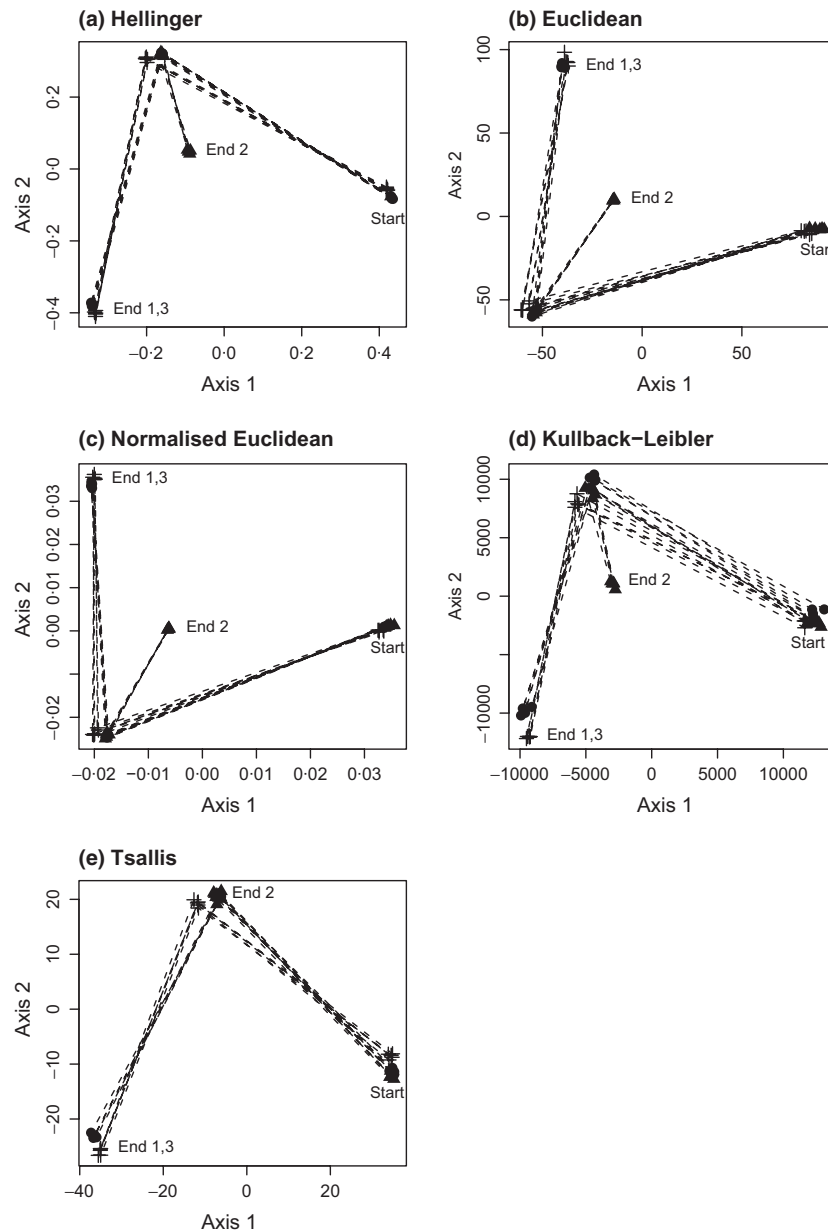 (a) Hellinger
Axis 2
0·2
0·0
−0·2
−0·4
End 2
Start
End 1,3
−0·2 0·0 0·2 0·4
Axis 1
(b) Euclidean
Axis 2
100
50
0
−50
End 1,3
End 2
Start
−50 0 50
Axis 1
(c) Normalised Euclidean
Axis 2
0·03
0·01
0·00
−0·02
End 1,3
End 2
Start
−0·02 −0·01 0·00 0·01 0·03
Axis 1
(d) Kullback−Leibler
Axis 2
10000
5000
0
−10000
End 2
Start
End 1,3
−10000 −5000 0 5000 10000
Axis 1
(e) Tsallis
Axis 2
20
10
0
−10
−20
End 2
Start
End 1,3
−40 −20 0 20
Axis 1